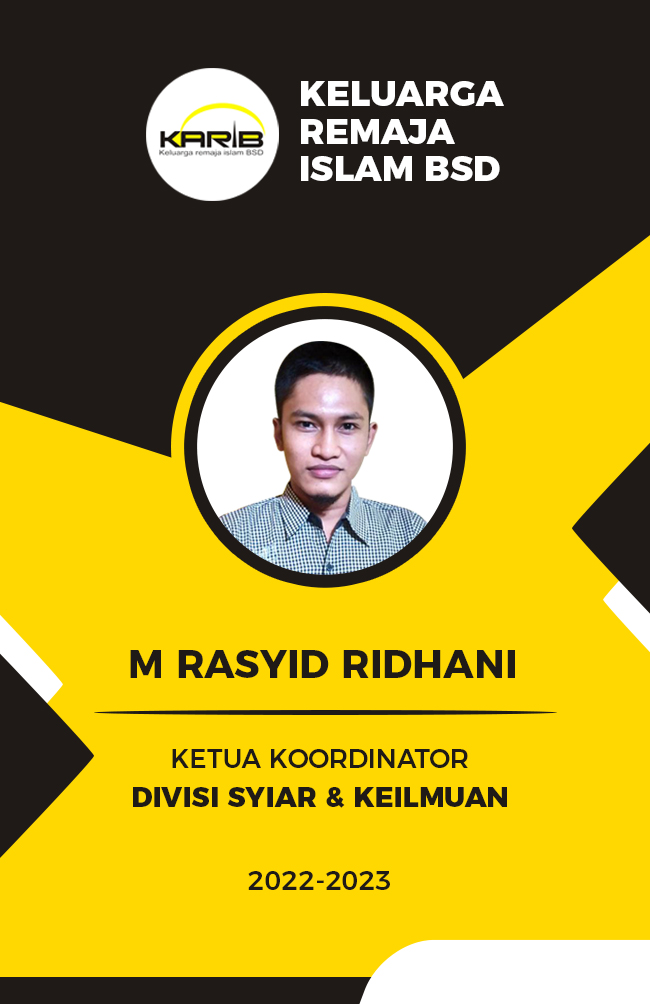 KARIB
Keluarga remaja islam BSD
KELUARGA
REMAJA
ISLAM BSD
M RASYID RIDHANI
KETUA KOORDINATOR
DIVISI SYIAR & KEILMUAN
2022-2023